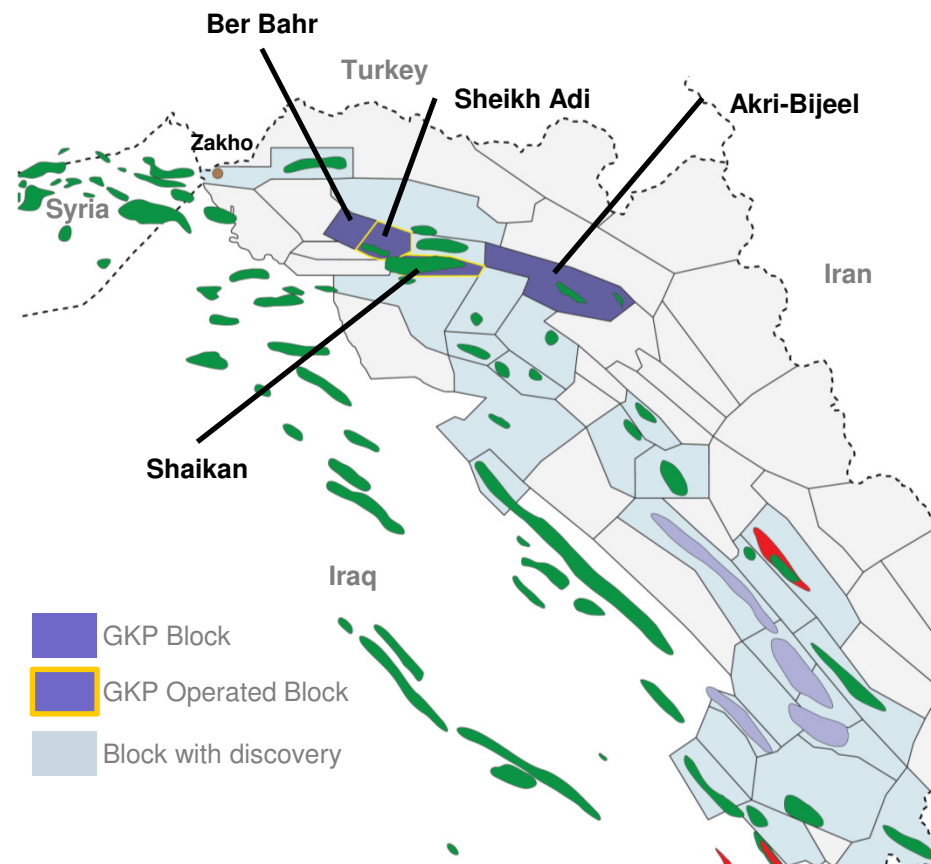 Ber Bahr
Turkey
Sheikh Adi
Akri-Bijeel
Zakho
Syria
Iran
Shaikan
Iraq
GKP Block
GKP Operated Block
Block with discovery